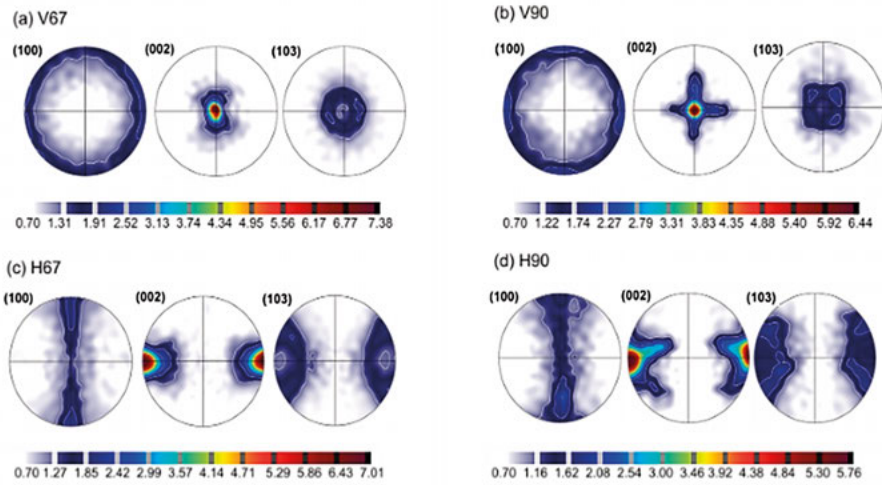 (a) V67
(100) (002) (103)
0.70 1.31 1.91 2.52 3.13 3.74 4.34 4.95 5.56 6.17 6.77 7.38
(b) V90
(100) (002) (103)
0.70 1.22 1.74 2.27 2.79 3.31 3.83 4.35 4.88 5.40 5.92 6.44
(c) H67
(100) (002) (103)
0.70 1.27 1.85 2.42 2.99 3.57 4.14 4.71 5.29 5.86 6.43 7.01
(d) H90
(100) (002) (103)
0.70 1.16 1.62 2.08 2.54 3.00 3.46 3.92 4.38 4.84 5.30 5.76